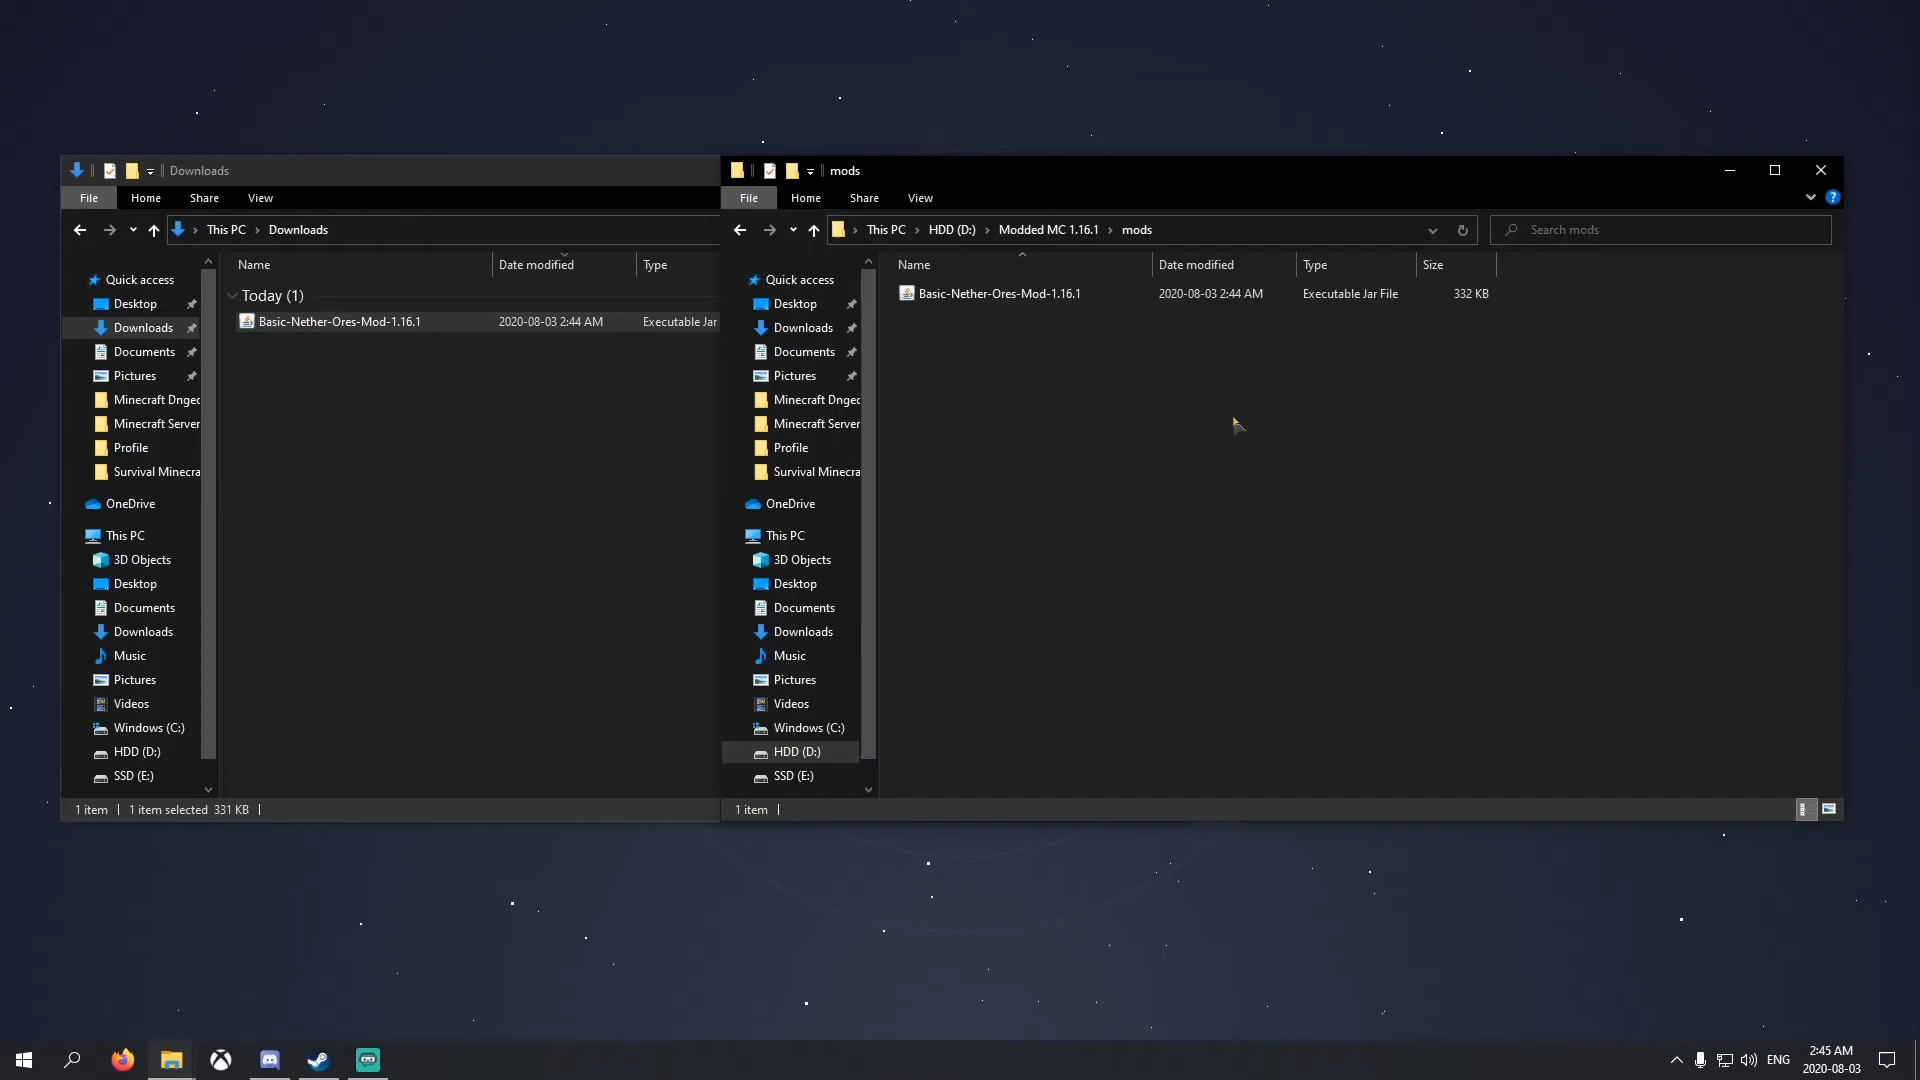 Downloads
File Home Share View
This PC > Downloads
Name Date modified Type
Quick access
Desktop
Downloads
Documents
Pictures
Minecraft Dngeo
Minecraft Server
Profile
Survival Minecra
OneDrive
This PC
3D Objects
Desktop
Documents
Downloads
Music
Pictures
Videos
Windows (C:)
HDD (D:)
SSD (E:)
Today (1)
Basic-Nether-Ores-Mod-1.16.1 2020-08-03 2:44 AM Executable Jar
1 item 1 item selected 331 KB
mods
File Home Share View
This PC > HDD (D:) > Modded MC 1.16.1 > mods
Search mods
Name Date modified Type Size
Quick access
Desktop
Downloads
Documents
Pictures
Minecraft Dngeo
Minecraft Server
Profile
Survival Minecra
OneDrive
This PC
3D Objects
Desktop
Documents
Downloads
Music
Pictures
Videos
Windows (C:)
HDD (D:)
SSD (E:)
Basic-Nether-Ores-Mod-1.16.1 2020-08-03 2:44 AM Executable Jar File 332 KB
1 item
ENG
2:45 AM
2020-08-03